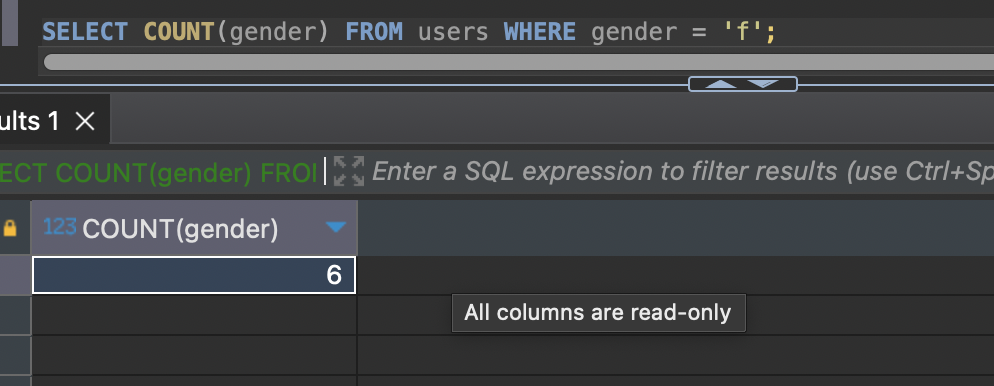 SELECT COUNT(gender) FROM users WHERE gender = 'f';
ults 1
ECT COUNT(gender) FROI Enter a SQL expression to filter results (use Ctrl+Sp
123 COUNT(gender)
6
All columns are read-only